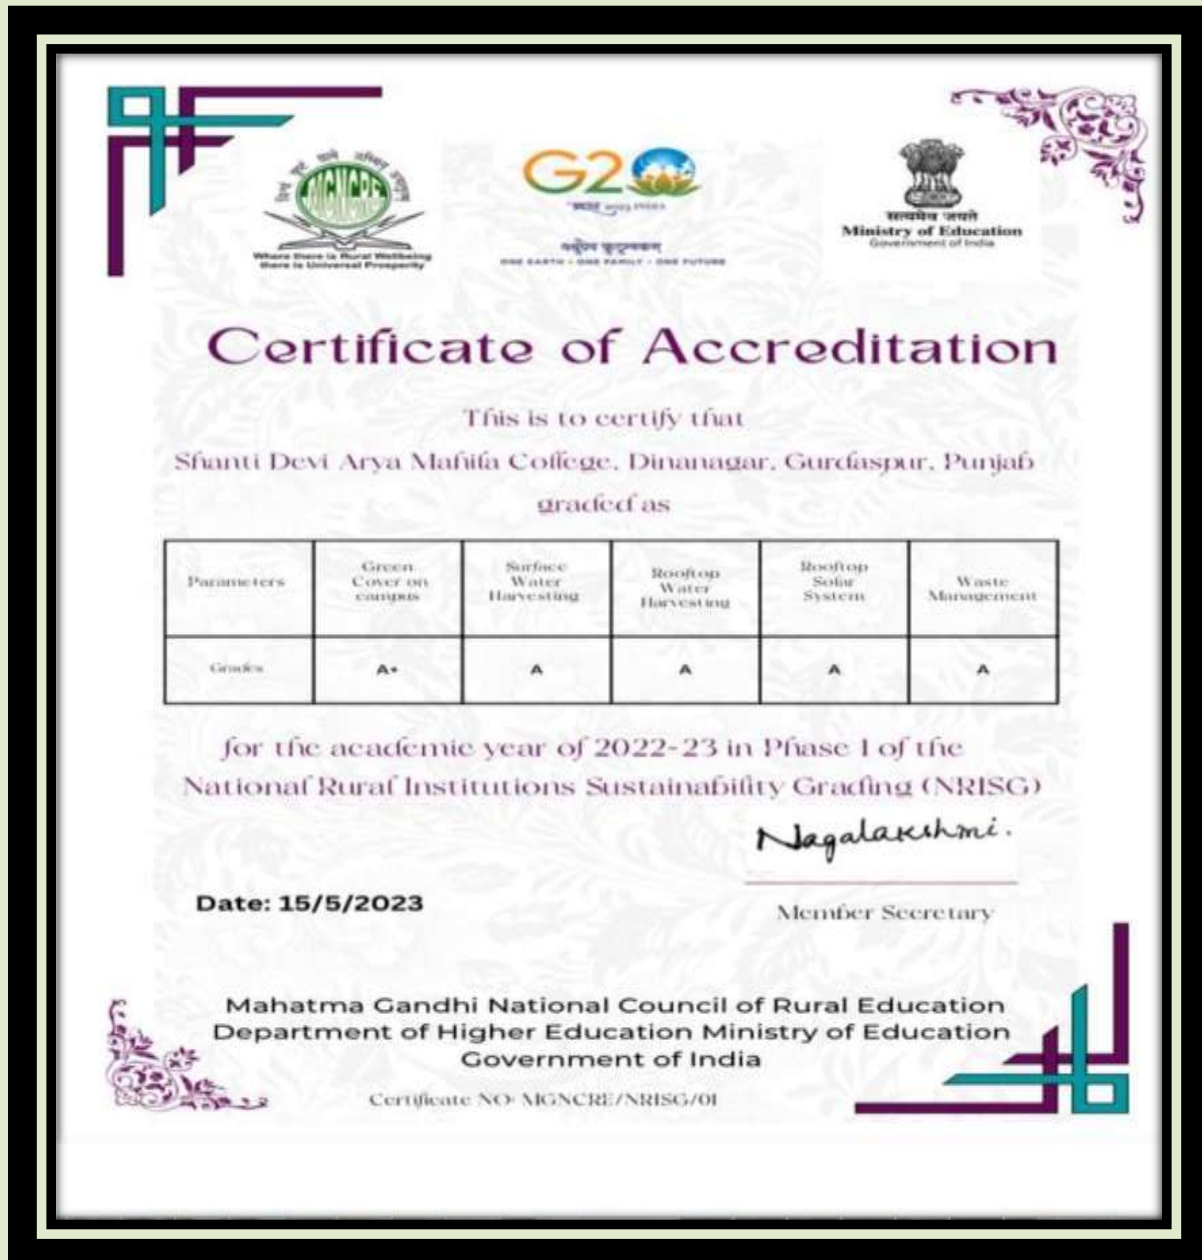 MGNCRE
Where there is Rural Wellbeing
there is Universal Prosperity
G20
वसुधैव कुटुम्बकम्
ONE EARTH • ONE FAMILY • ONE FUTURE
सत्यमेव जयते
Ministry of Education
Government of India
Certificate of Accreditation
This is to certify that
Shanti Devi Arya Mahila College, Dinanagar, Gurdaspur, Punjab
graded as
Parameters Green Cover on campus Surface Water Harvesting Rooftop Water Harvesting Rooftop Solar System Waste Management
Grades A+ A A A A
for the academic year of 2022-23 in Phase I of the
National Rural Institutions Sustainability Grading (NRISG)
Nagalakshmi.
Date: 15/5/2023
Member Secretary
Mahatma Gandhi National Council of Rural Education
Department of Higher Education Ministry of Education
Government of India
Certificate NO: MGNCRE/NRISG/01